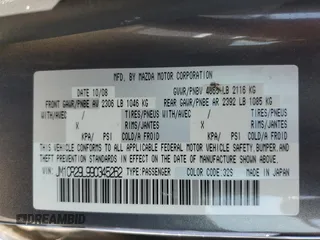 MFD. BY MAZDA MOTOR CORPORATION
DATE 10/08 GVWR/PNBV 4665 LB 2116 KG
FRONT GAWR/PNBE AV 2306 LB 1046 KG REAR GAWR/PNBE AR 2392 LB 1085 KG
WITH/AVEC / TIRES/PNEUS WITH/AVEC / TIRES/PNEUS
X RIMS/JANTES X RIMS/JANTES
KPA/ PSI COLD/A FROID KPA/ PSI COLD/A FROID
THIS VEHICLE CONFORMS TO ALL APPLICABLE FEDERAL MOTOR VEHICLE
SAFETY, BUMPER, AND THEFT PREVENTION STANDARDS IN EFFECT
ON THE DATE OF MANUFACTURE SHOWN ABOVE.
VIN: TYPE:PASSENGER COLOR CODE:32S MADE IN JAPAN
DREAMBID